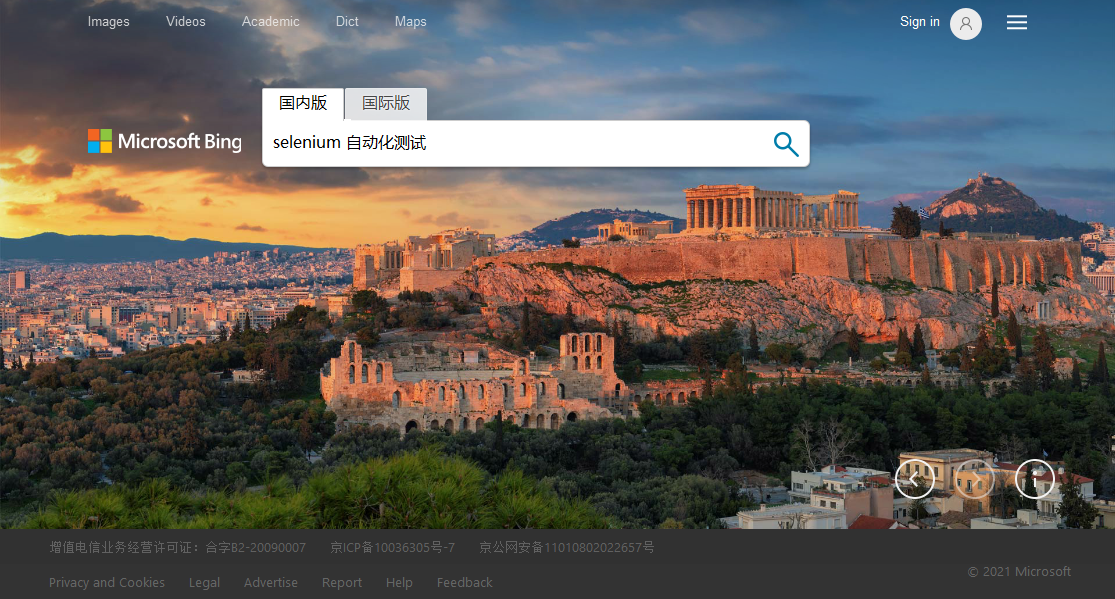 Images Videos Academic Dict Maps Sign in
国内版 国际版
Microsoft Bing
selenium 自动化测试
增值电信业务经营许可证：合字B2-20090007 京ICP备10036305号-7 京公网安备11010802022657号
Privacy and Cookies Legal Advertise Report Help Feedback
© 2021 Microsoft